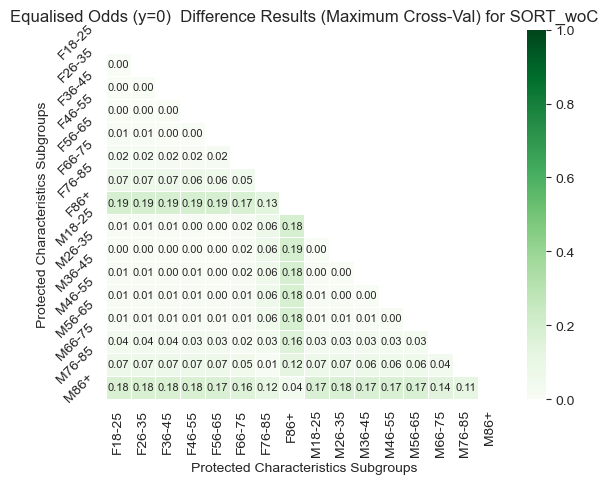 Equalised Odds (y=0)  Difference Results (Maximum Cross-Val) for SORT_woC
Protected Characteristics Subgroups
F18-25
F26-35 0.00
F36-45 0.00 0.00
F46-55 0.00 0.00 0.00
F56-65 0.01 0.01 0.00 0.00
F66-75 0.02 0.02 0.02 0.02 0.02
F76-85 0.07 0.07 0.07 0.06 0.06 0.05
F86+ 0.19 0.19 0.19 0.19 0.19 0.17 0.13
M18-25 0.01 0.01 0.01 0.00 0.00 0.02 0.06 0.18
M26-35 0.00 0.00 0.00 0.00 0.00 0.02 0.06 0.19 0.00
M36-45 0.01 0.01 0.01 0.01 0.00 0.02 0.06 0.18 0.00 0.00
M46-55 0.01 0.01 0.01 0.01 0.00 0.01 0.06 0.18 0.01 0.00 0.00
M56-65 0.01 0.01 0.01 0.01 0.01 0.01 0.06 0.18 0.01 0.01 0.01 0.00
M66-75 0.04 0.04 0.04 0.03 0.03 0.02 0.03 0.16 0.03 0.03 0.03 0.03 0.03
M76-85 0.07 0.07 0.07 0.07 0.07 0.05 0.01 0.12 0.07 0.07 0.06 0.06 0.06 0.04
M86+ 0.18 0.18 0.18 0.18 0.17 0.16 0.12 0.04 0.17 0.18 0.17 0.17 0.17 0.14 0.11
F18-25 F26-35 F36-45 F46-55 F56-65 F66-75 F76-85 F86+ M18-25 M26-35 M36-45 M46-55 M56-65 M66-75 M76-85 M86+
Protected Characteristics Subgroups
1.0
0.8
0.6
0.4
0.2
0.0